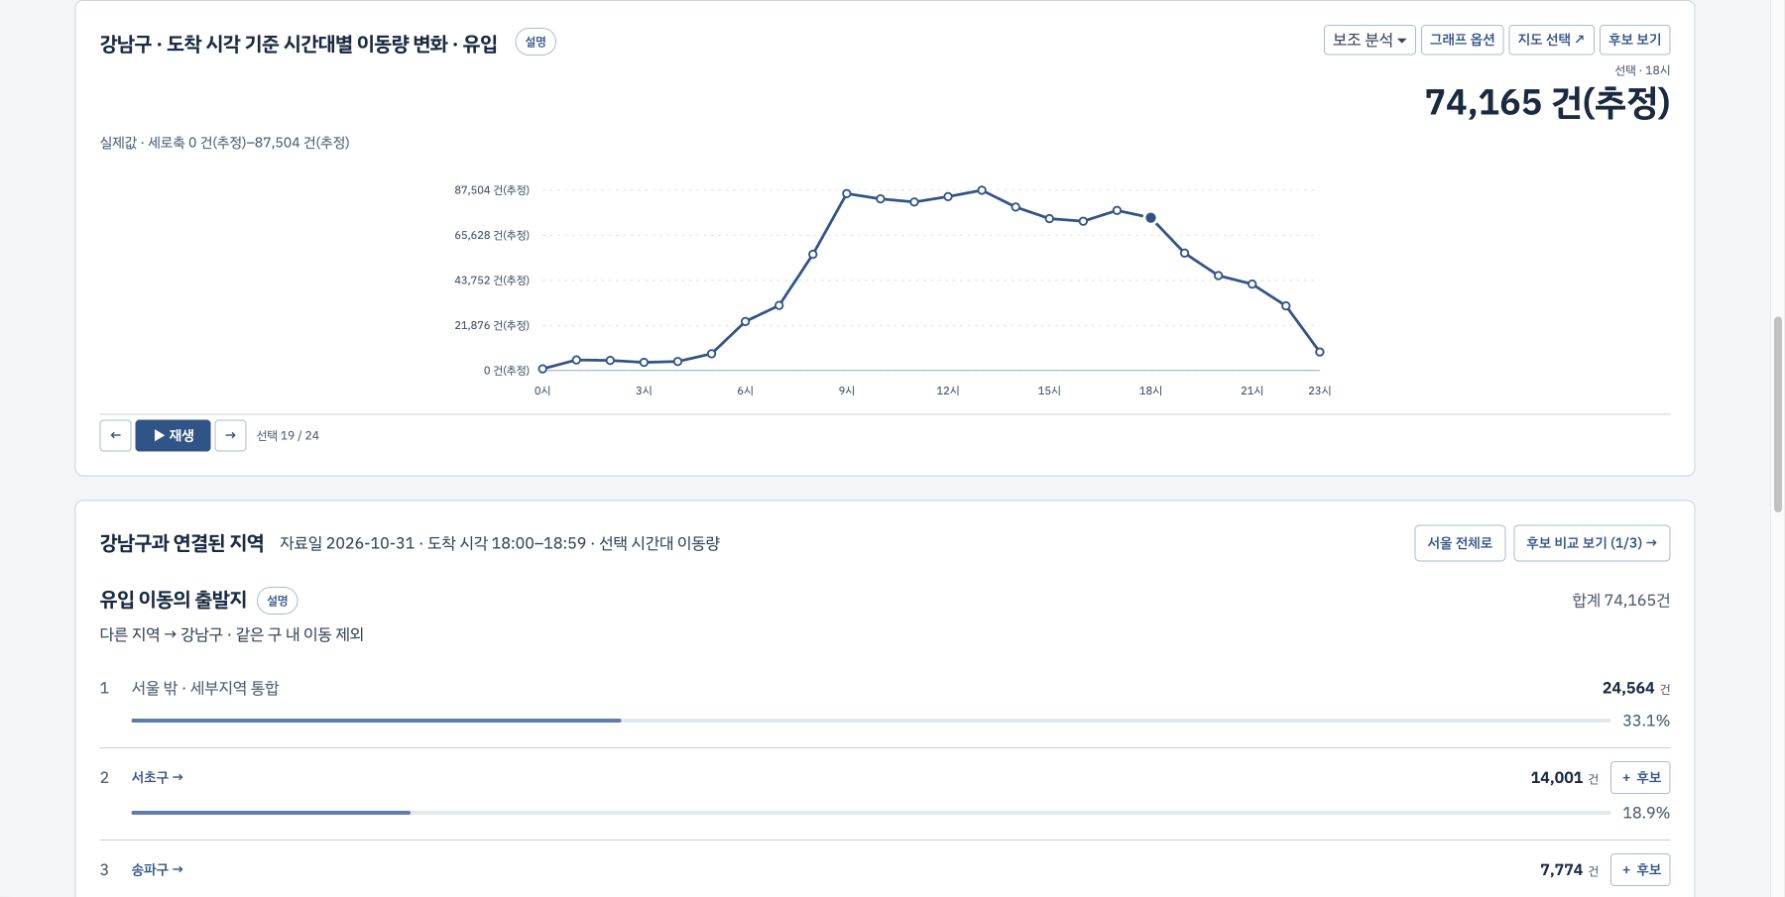 강남구 · 도착 시각 기준 시간대별 이동량 변화 · 유입 설명
보조 분석 ▾ 그래프 옵션 지도 선택 ↗ 후보 보기
선택 · 18시
74,165 건(추정)
실제값 · 세로축 0 건(추정)–87,504 건(추정)
87,504 건(추정)
65,628 건(추정)
43,752 건(추정)
21,876 건(추정)
0 건(추정)
0시 3시 6시 9시 12시 15시 18시 21시 23시
← ▶ 재생 → 선택 19 / 24
강남구과 연결된 지역 자료일 2026-10-31 · 도착 시각 18:00–18:59 · 선택 시간대 이동량 서울 전체로 후보 비교 보기 (1/3) →
유입 이동의 출발지 설명 합계 74,165건
다른 지역 → 강남구 · 같은 구 내 이동 제외
1 서울 밖 · 세부지역 통합 24,564 건
33.1%
2 서초구 → 14,001 건 + 후보
18.9%
3 송파구 → 7,774 건 + 후보